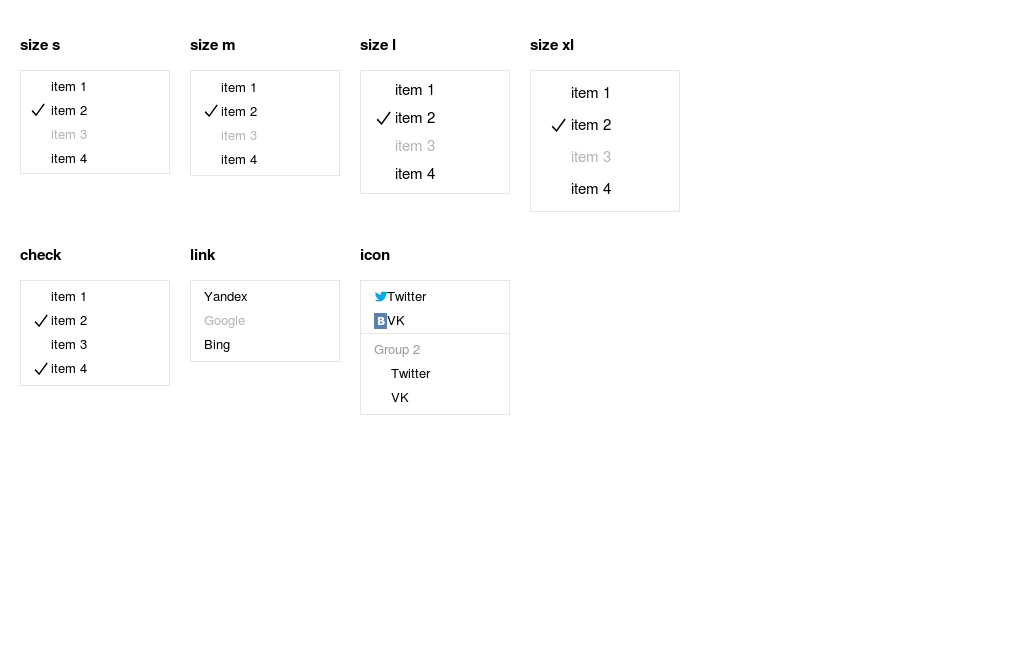 size s
item 1
item 2
item 3
item 4
size m
item 1
item 2
item 3
item 4
size l
item 1
item 2
item 3
item 4
size xl
item 1
item 2
item 3
item 4
check
item 1
item 2
item 3
item 4
link
Yandex
Google
Bing
icon
Twitter
B VK
Group 2
Twitter
VK